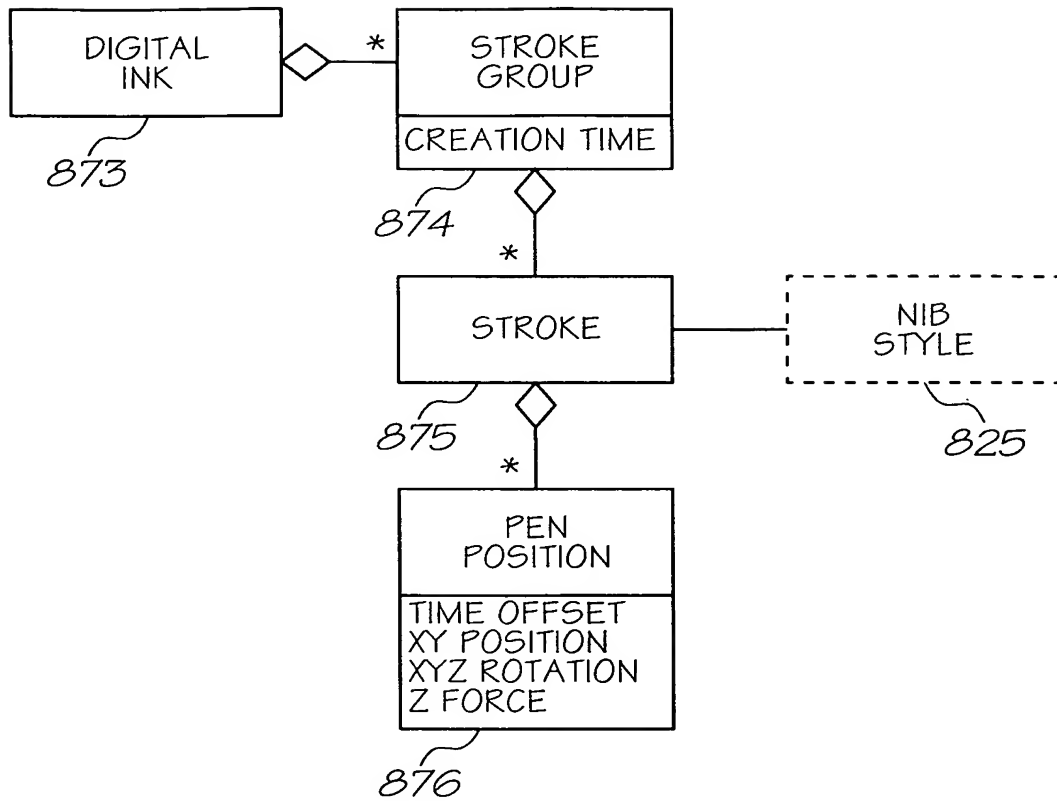 DIGITAL
INK
873
*
STROKE
GROUP
CREATION TIME
874
*
STROKE
875
NIB
STYLE
825
*
PEN
POSITION
TIME OFFSET
XY POSITION
XYZ ROTATION
Z FORCE
876